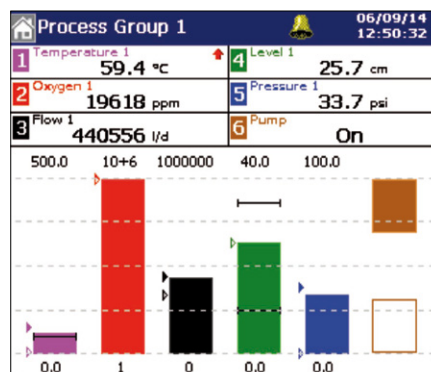 Process Group 1
06/09/14
12:50:32
1 Temperature 1
59.4 °C
4 Level 1
25.7 cm
2 Oxygen 1
19618 ppm
5 Pressure 1
33.7 psi
3 Flow 1
440556 l/d
6 Pump
On
500.0 10+6 1000000 40.0 100.0
0.0 1 0 0.0 0.0